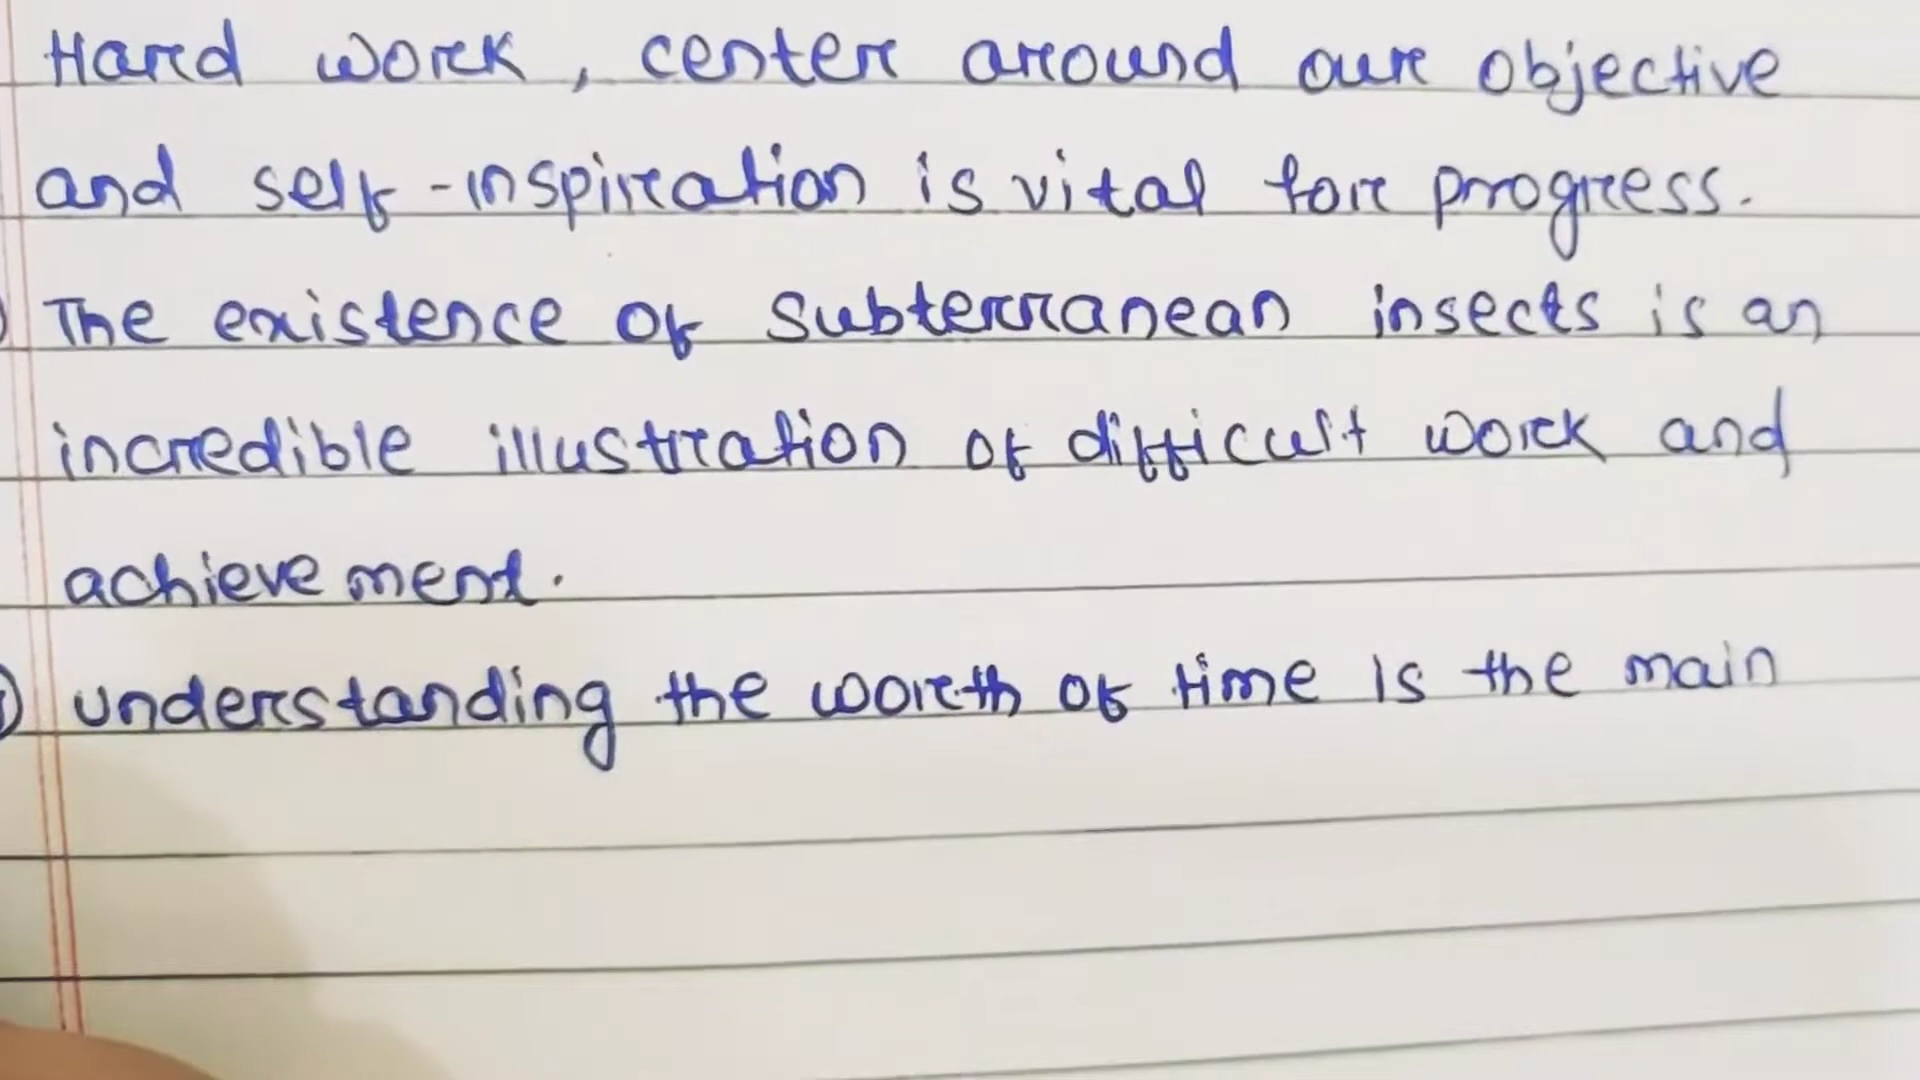 Hard work, center around our objective
and self-inspiration is vital for progress.
) The existence of subterranean insects is an
incredible illustration of difficult work and
achievement.
) understanding the worth of time is the main